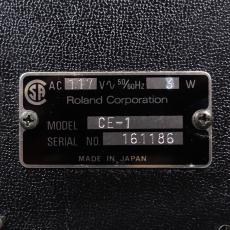 AC 117 V∿ 50/60Hz 3 W
Roland Corporation
MODEL CE-1
SERIAL NO. 161186
MADE IN JAPAN